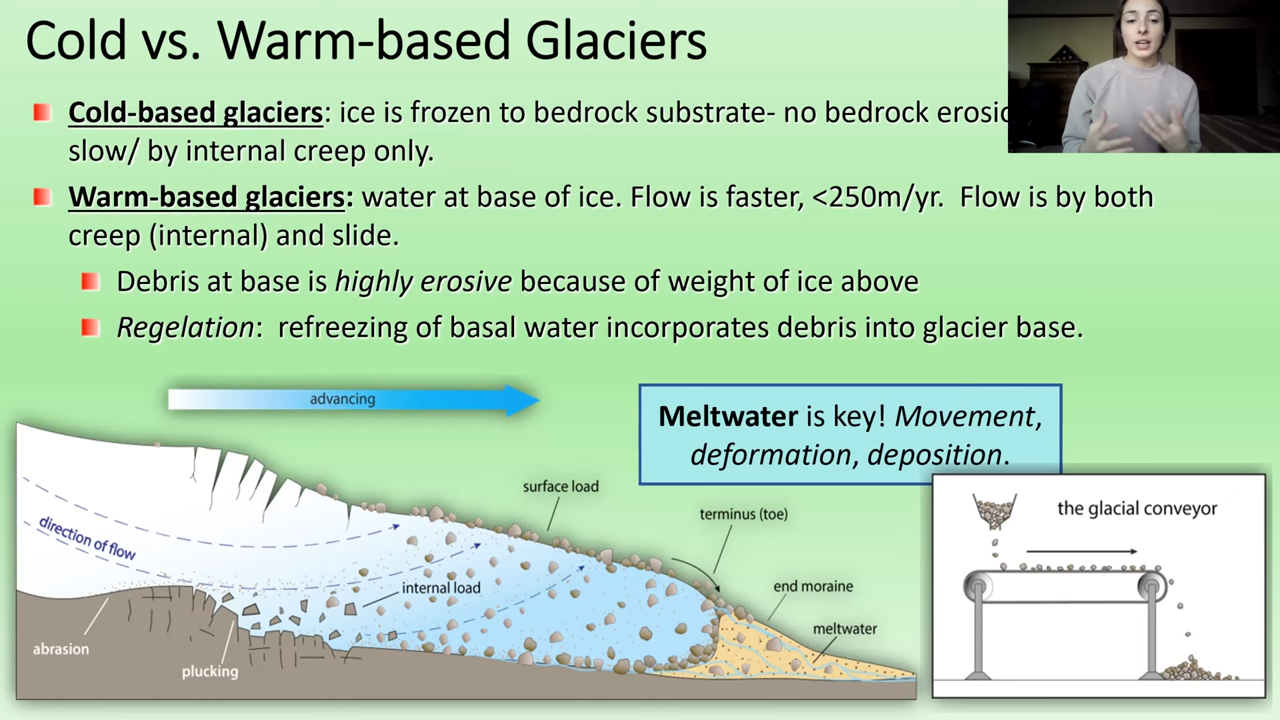 Cold vs. Warm-based Glaciers
Cold-based glaciers: ice is frozen to bedrock substrate- no bedrock
slow/ by internal creep only.
Warm-based glaciers: water at base of ice. Flow is faster, <250m/yr. Flow is by both
creep (internal) and slide.
Debris at base is highly erosive because of weight of ice above
Regelation: refreezing of basal water incorporates debris into glacier base.
advancing
Meltwater is key! Movement,
deformation, deposition.
surface load
terminus (toe)
the glacial conveyor
direction of flow
internal load
end moraine
meltwater
abrasion
plucking